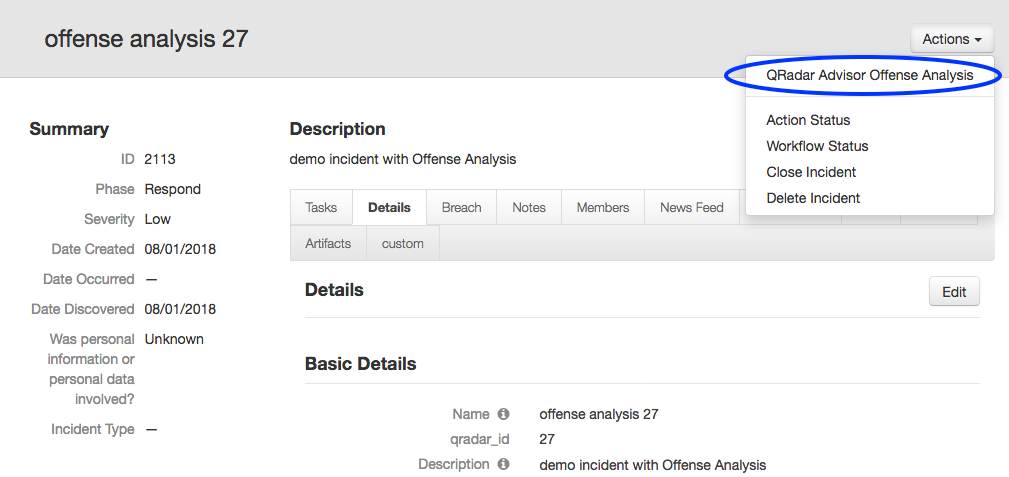 offense analysis 27
Actions
QRadar Advisor Offense Analysis
Action Status
Workflow Status
Close Incident
Delete Incident
Summary
ID 2113
Phase Respond
Severity Low
Date Created 08/01/2018
Date Occurred —
Date Discovered 08/01/2018
Was personal Unknown
information or
personal data
involved?
Incident Type —
Description
demo incident with Offense Analysis
Tasks Details Breach Notes Members News Feed
Artifacts custom
Details
Edit
Basic Details
Name offense analysis 27
qradar_id 27
Description demo incident with Offense Analysis